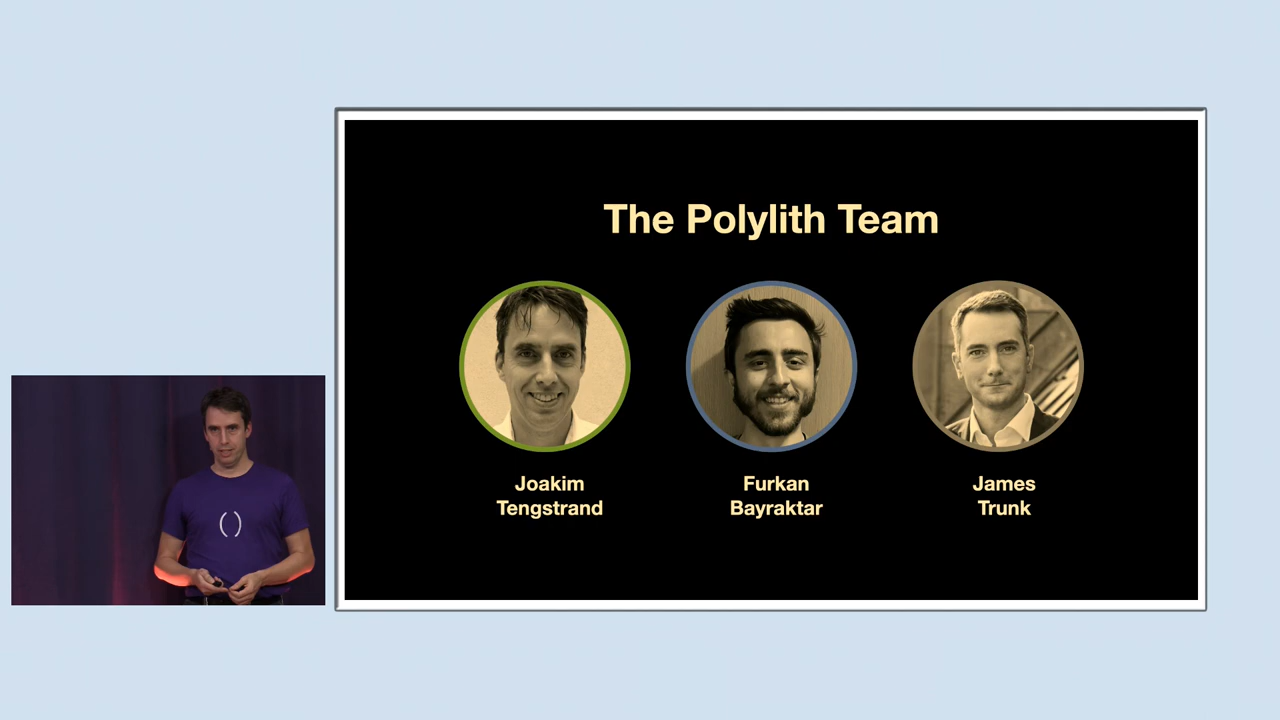 The Polylith Team
Joakim
Tengstrand
Furkan
Bayraktar
James
Trunk
()